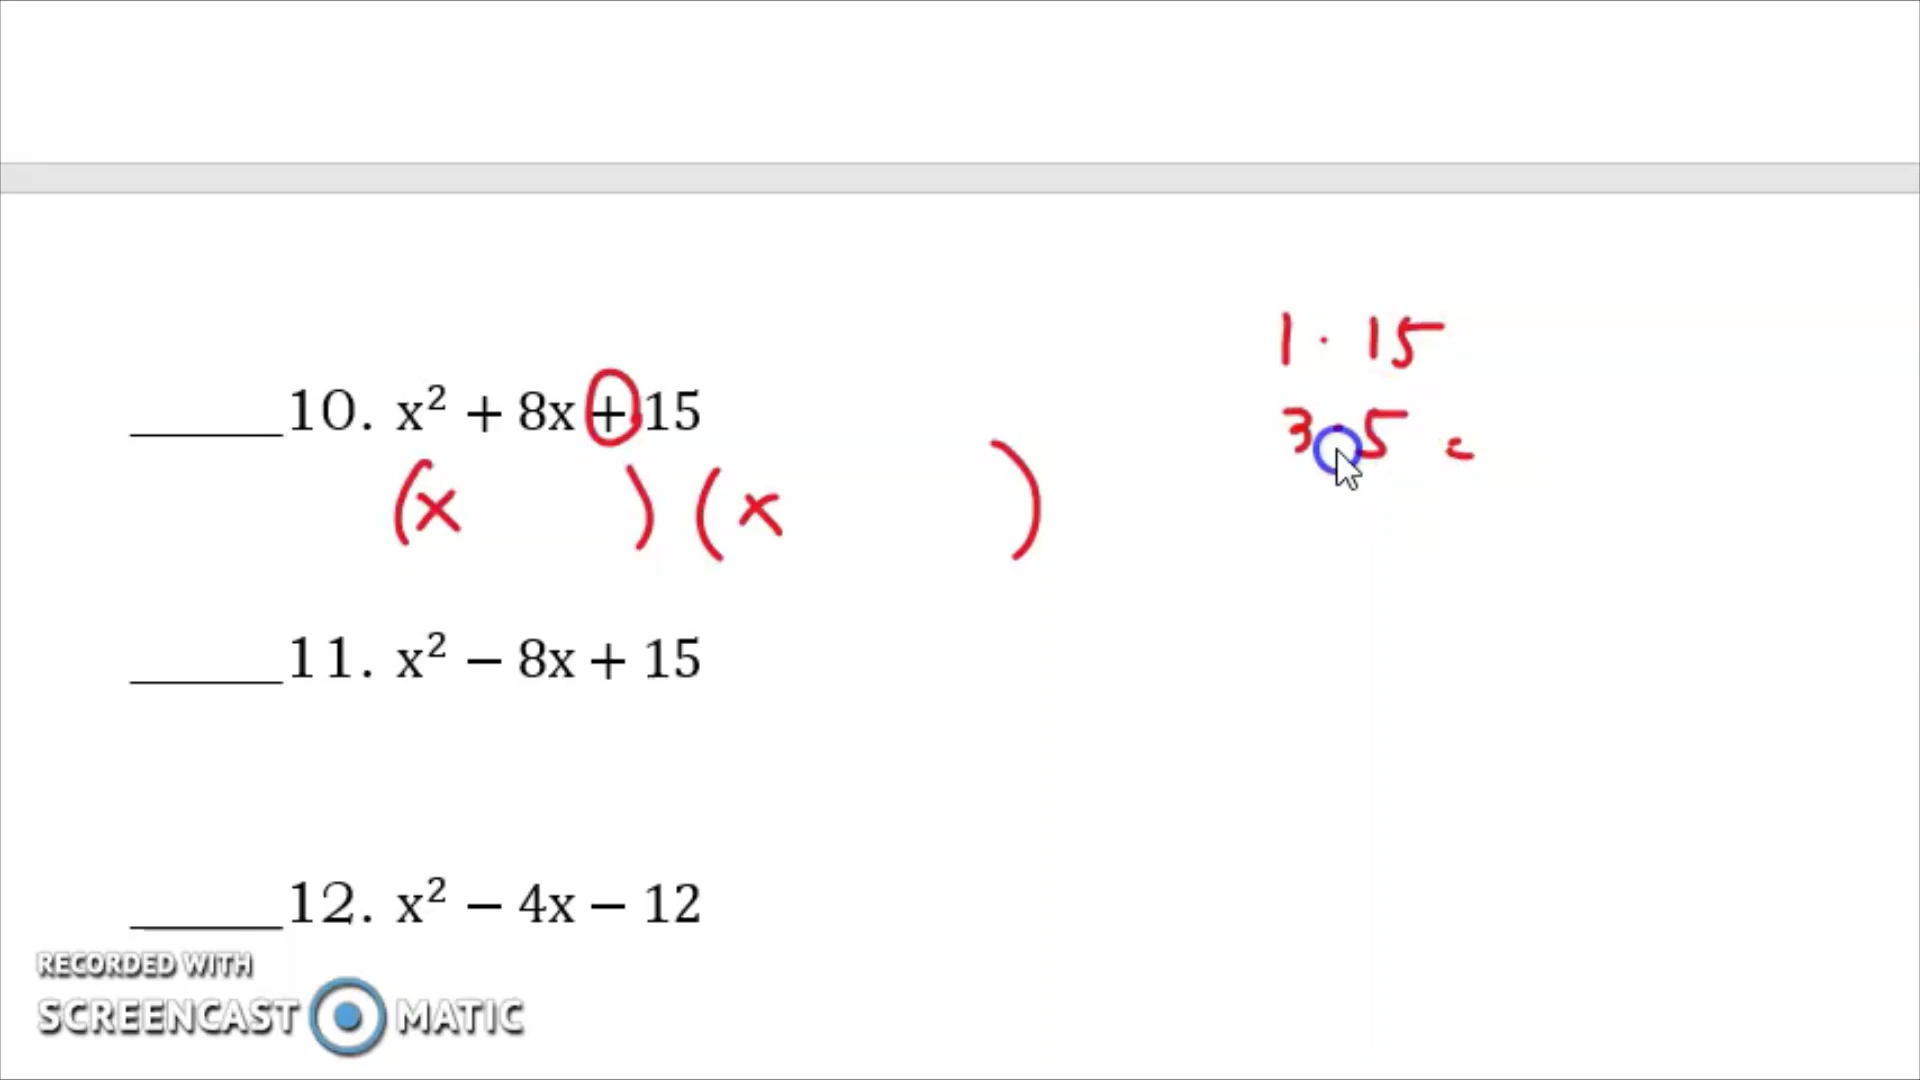 1 · 15
_____10. x² + 8x + 15
3 · 5 =
(x ) (x )
_____11. x² − 8x + 15
_____12. x² − 4x − 12
RECORDED WITH
SCREENCAST MATIC